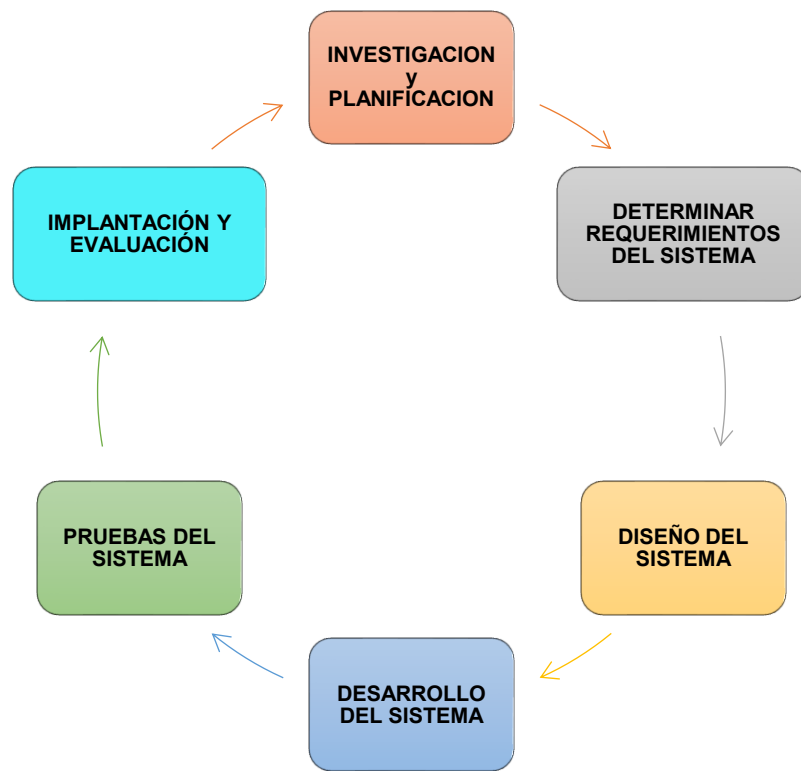 INVESTIGACION
y
PLANIFICACION
DETERMINAR
REQUERIMIENTOS
DEL SISTEMA
DISEÑO DEL
SISTEMA
DESARROLLO
DEL SISTEMA
PRUEBAS DEL
SISTEMA
IMPLANTACIÓN Y
EVALUACIÓN